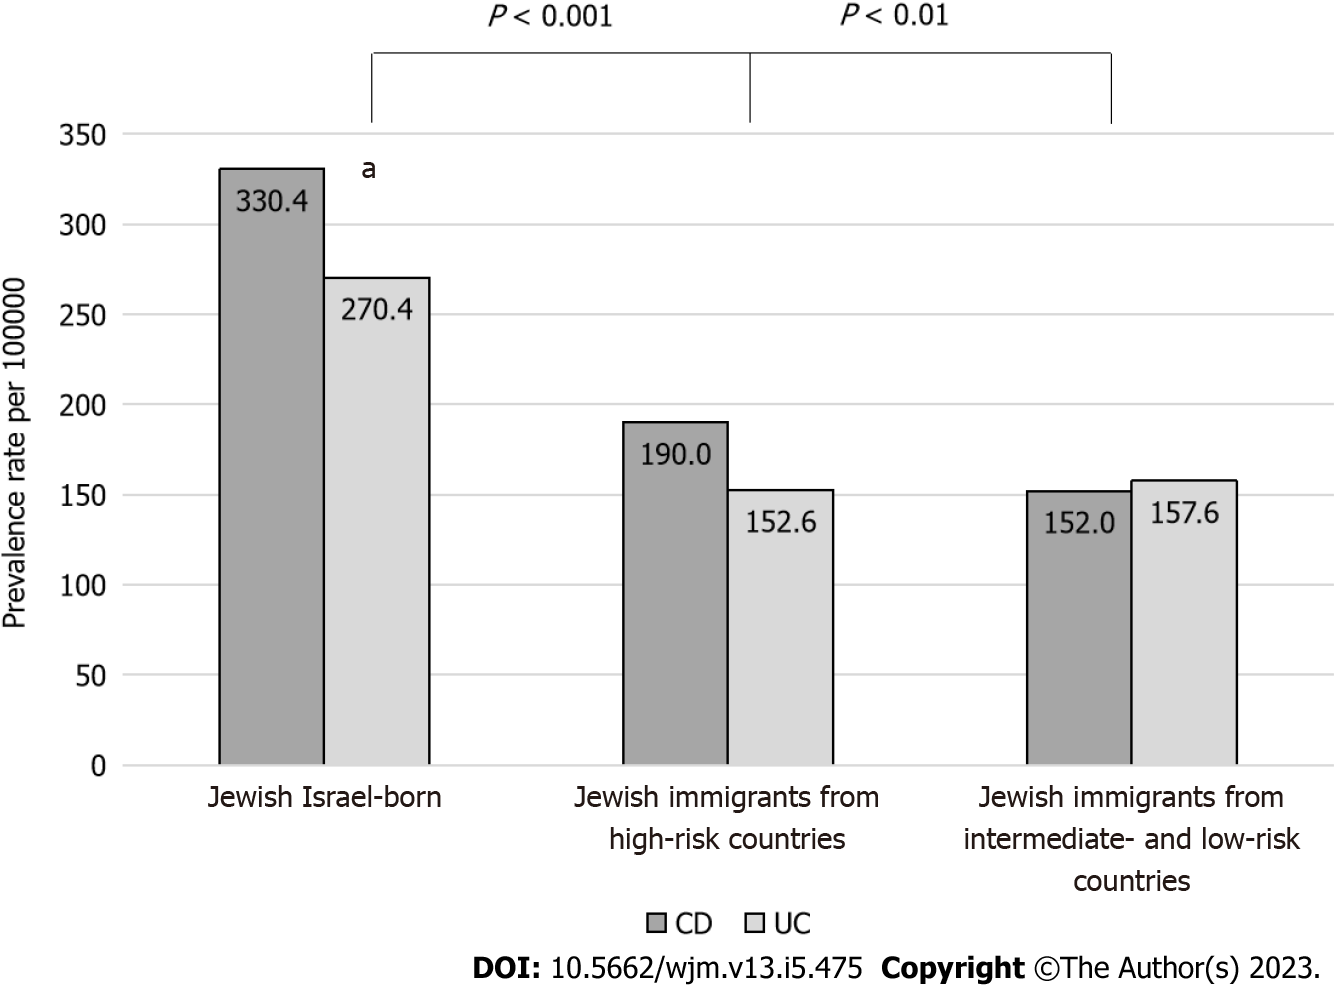 P < 0.001
P < 0.01
350
a
330.4
300
270.4
250
Prevalence rate per 100000
200
190.0
150
152.6
152.0
157.6
100
50
0
Jewish Israel-born
Jewish immigrants from
high-risk countries
Jewish immigrants from
intermediate- and low-risk
countries
CD
UC
DOI: 10.5662/wjm.v13.i5.475 Copyright ©The Author(s) 2023.